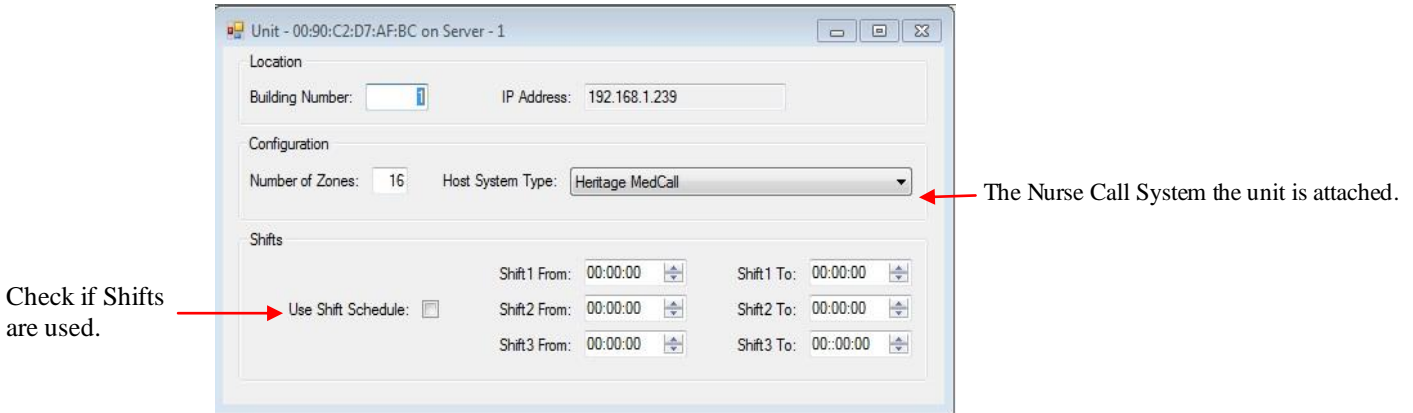 Unit - 00:90:C2:D7:AF:BC on Server - 1
Location
Building Number: 1 IP Address: 192.168.1.239
Configuration
Number of Zones: 16 Host System Type: Heritage MedCall
The Nurse Call System the unit is attached.
Shifts
Shift1 From: 00:00:00 Shift1 To: 00:00:00
Check if Shifts
are used.
Use Shift Schedule: Shift2 From: 00:00:00 Shift2 To: 00:00:00
Shift3 From: 00:00:00 Shift3 To: 00::00:00